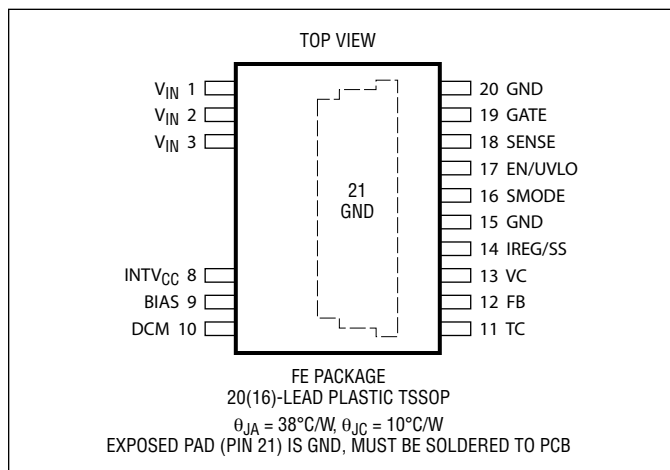 TOP VIEW
VIN 1
VIN 2
VIN 3
INTVCC 8
BIAS 9
DCM 10
21
GND
20 GND
19 GATE
18 SENSE
17 EN/UVLO
16 SMODE
15 GND
14 IREG/SS
13 VC
12 FB
11 TC
FE PACKAGE
20(16)-LEAD PLASTIC TSSOP
θJA = 38°C/W, θJC = 10°C/W
EXPOSED PAD (PIN 21) IS GND, MUST BE SOLDERED TO PCB